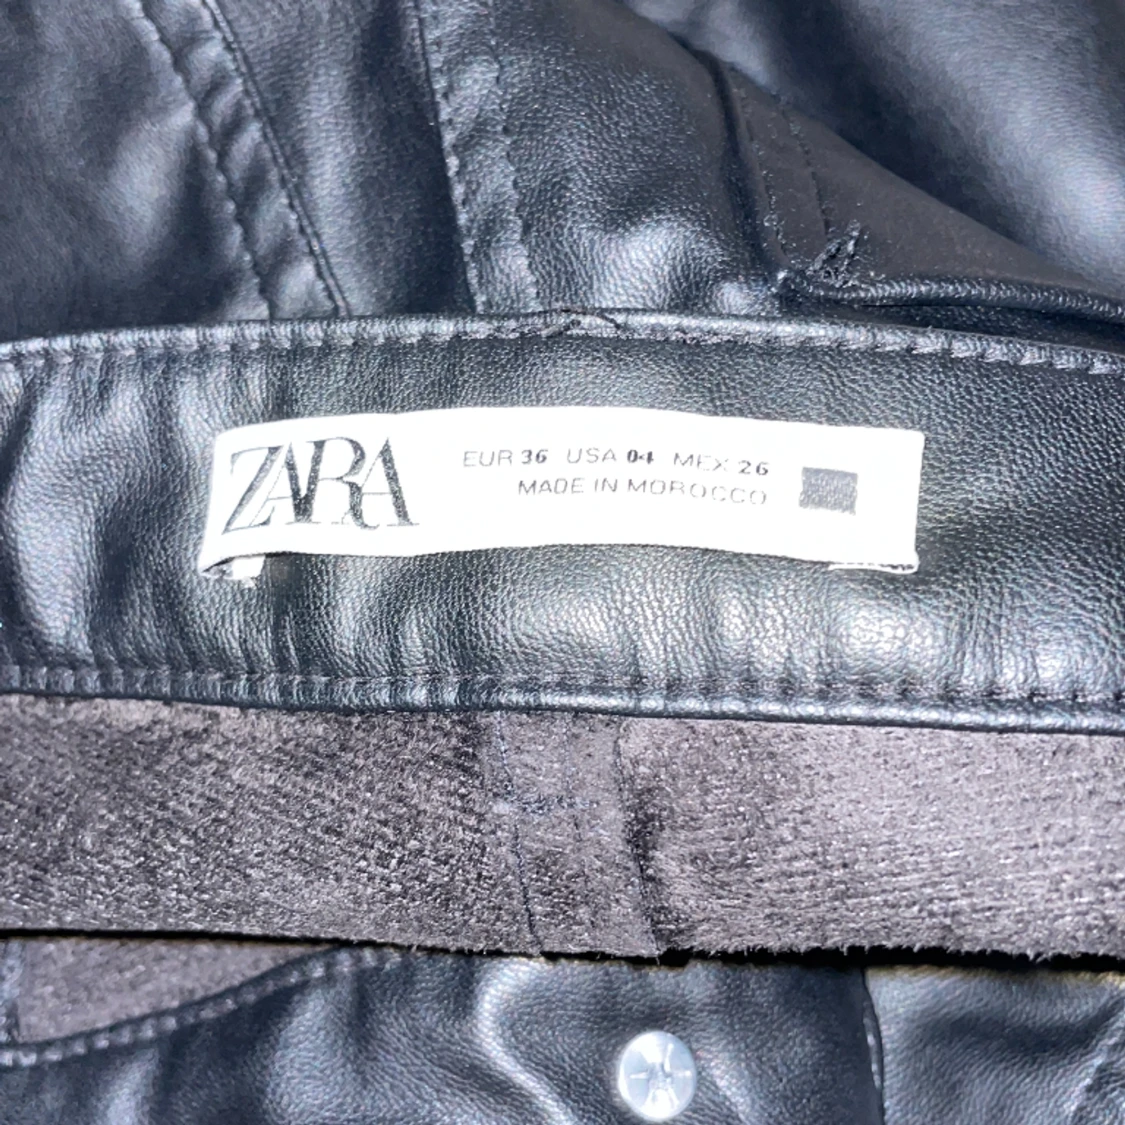 ZARA
EUR 36 USA 04 MEX 26
MADE IN MOROCCO